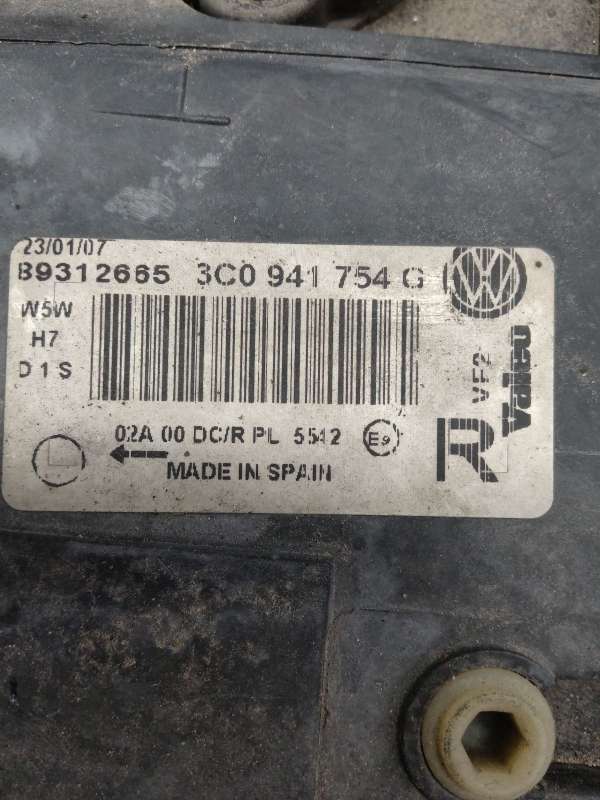 23/01/07
89312665 3C0 941 754 G
W5W
H7
D1S
02A 00 DC/R PL 5542 E9
MADE IN SPAIN
R
VF2
Valeo